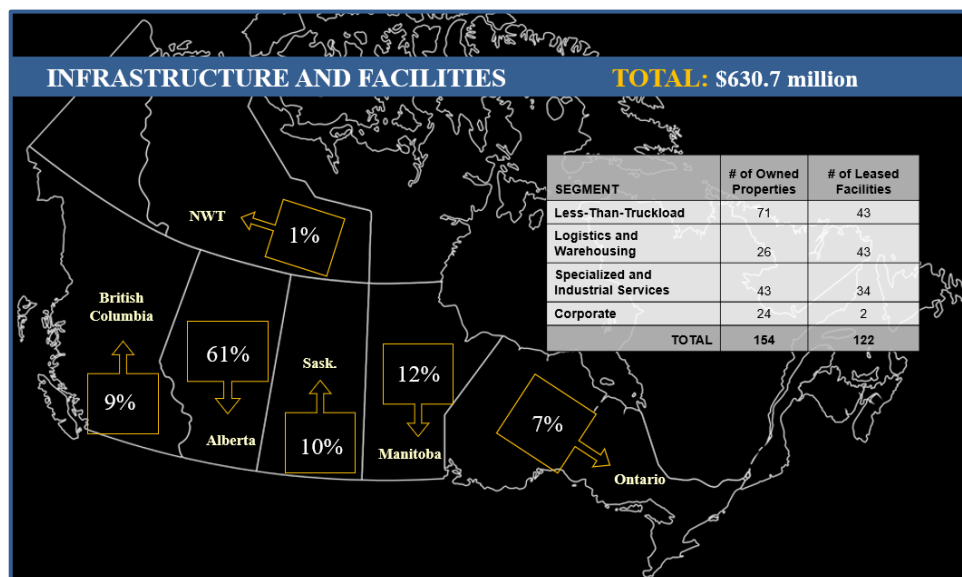 INFRASTRUCTURE AND FACILITIES TOTAL: $630.7 million
SEGMENT # of Owned Properties # of Leased Facilities
Less-Than-Truckload 71 43
Logistics and Warehousing 26 43
Specialized and Industrial Services 43 34
Corporate 24 2
TOTAL 154 122
NWT
1%
British
Columbia
9%
61%
Alberta
Sask.
10%
12%
Manitoba
7%
Ontario